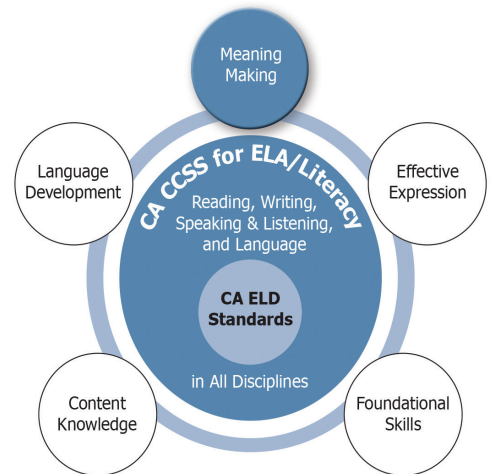 Meaning
Making
Language
Development
Effective
Expression
CA CCSS for ELA/Literacy
Reading, Writing,
Speaking & Listening,
and Language
CA ELD
Standards
in All Disciplines
Content
Knowledge
Foundational
Skills